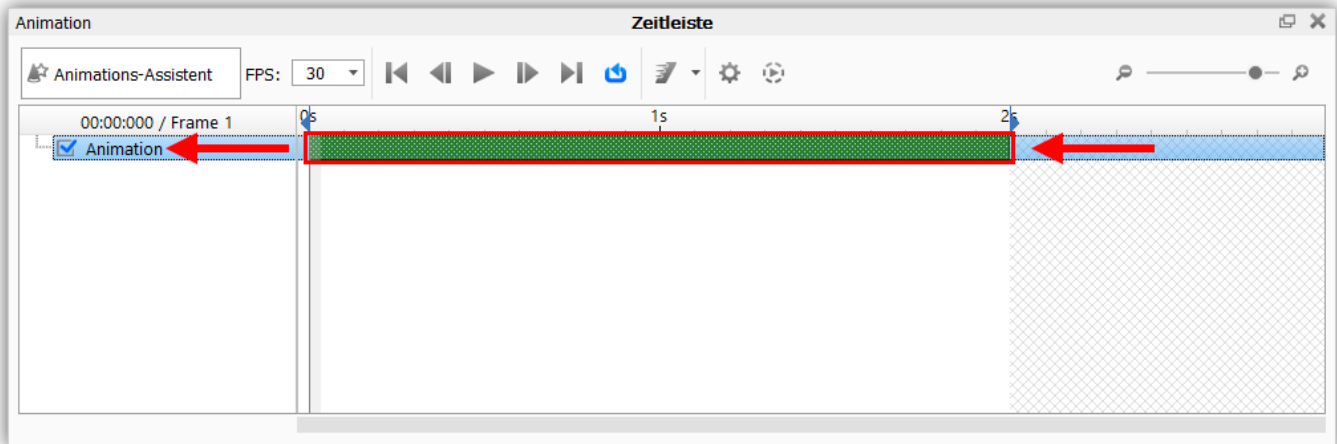 Animation Zeitleiste
Animations-Assistent FPS: 30
00:00:000 / Frame 1 0s 1s 2s
Animation